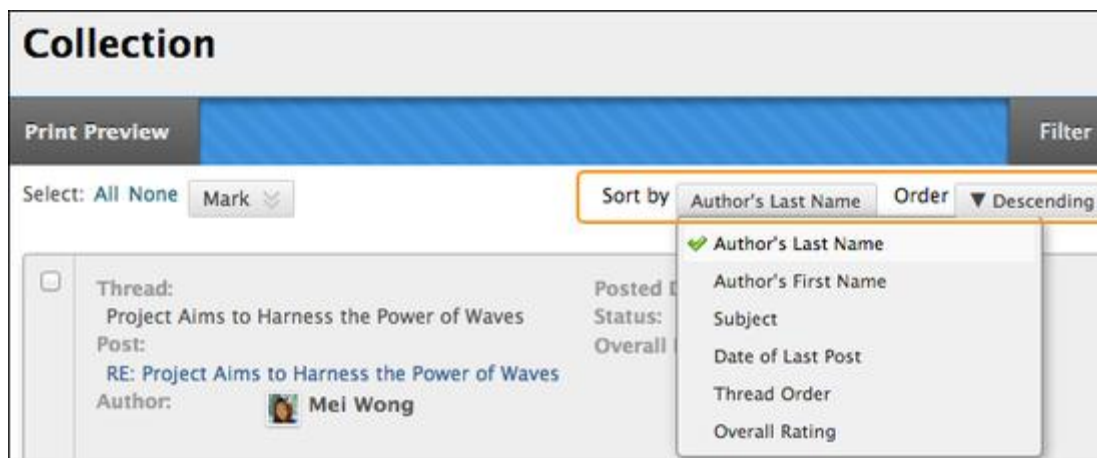 Collection
Print Preview Filter
Select: All None Mark Sort by Author's Last Name Order ▼ Descending
Author's Last Name
Author's First Name
Subject
Date of Last Post
Thread Order
Overall Rating
Thread: Posted
Project Aims to Harness the Power of Waves Status:
Post: Overall
RE: Project Aims to Harness the Power of Waves
Author: Mei Wong